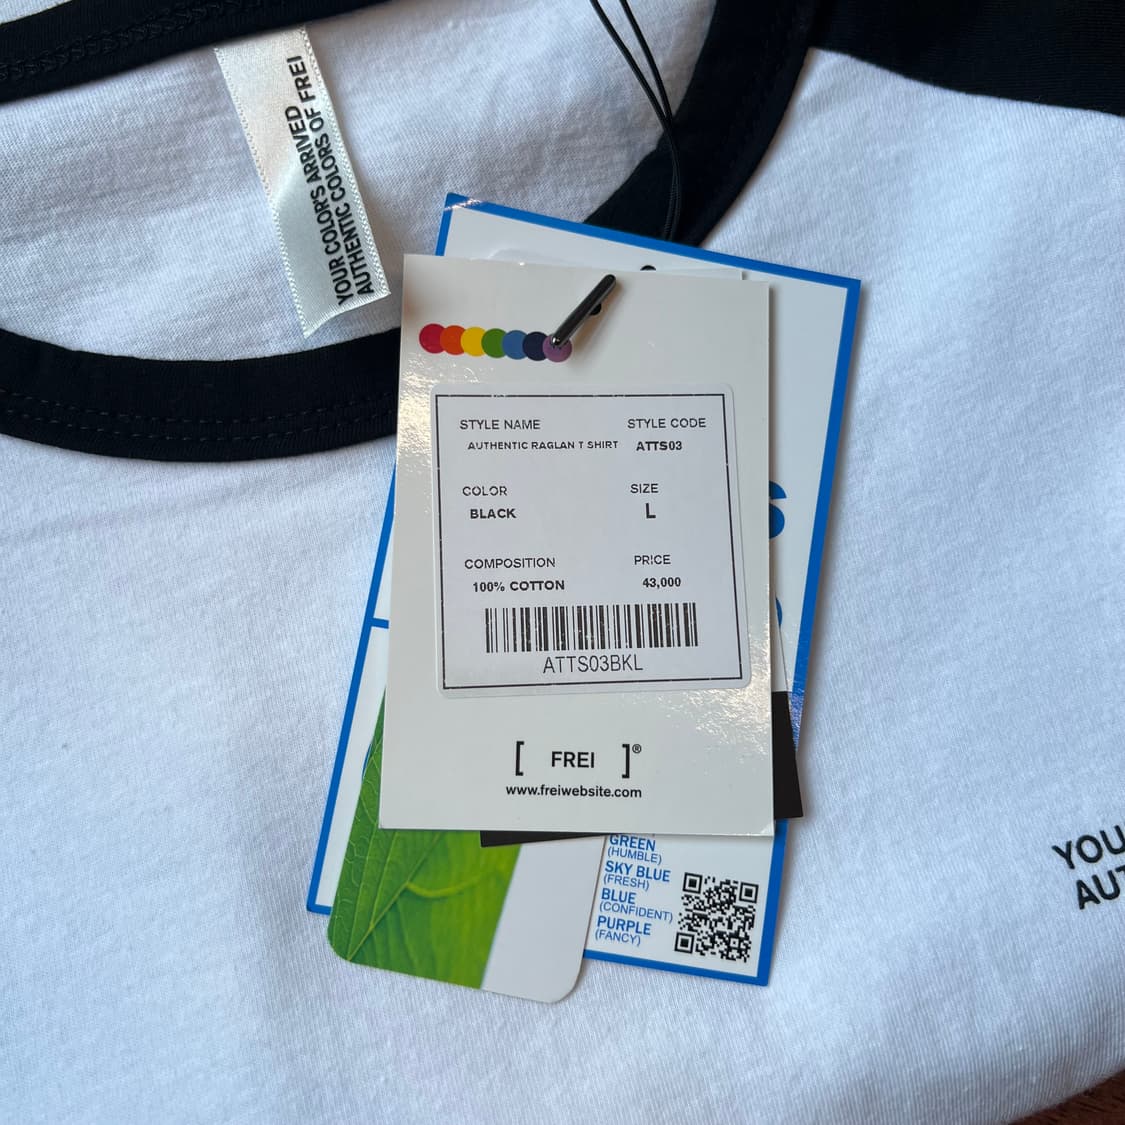 YOUR COLORS ARRIVED
AUTHENTIC COLORS OF FREI
STYLE NAME
AUTHENTIC RAGLAN T SHIRT
STYLE CODE
ATTS03
COLOR
BLACK
SIZE
L
COMPOSITION
100% COTTON
PRICE
43,000
ATTS03BKL
[ FREI ]®
www.freiwebsite.com
GREEN
(HUMBLE)
SKY BLUE
(FRESH)
BLUE
(CONFIDENT)
PURPLE
(FANCY)
YOU
AUT